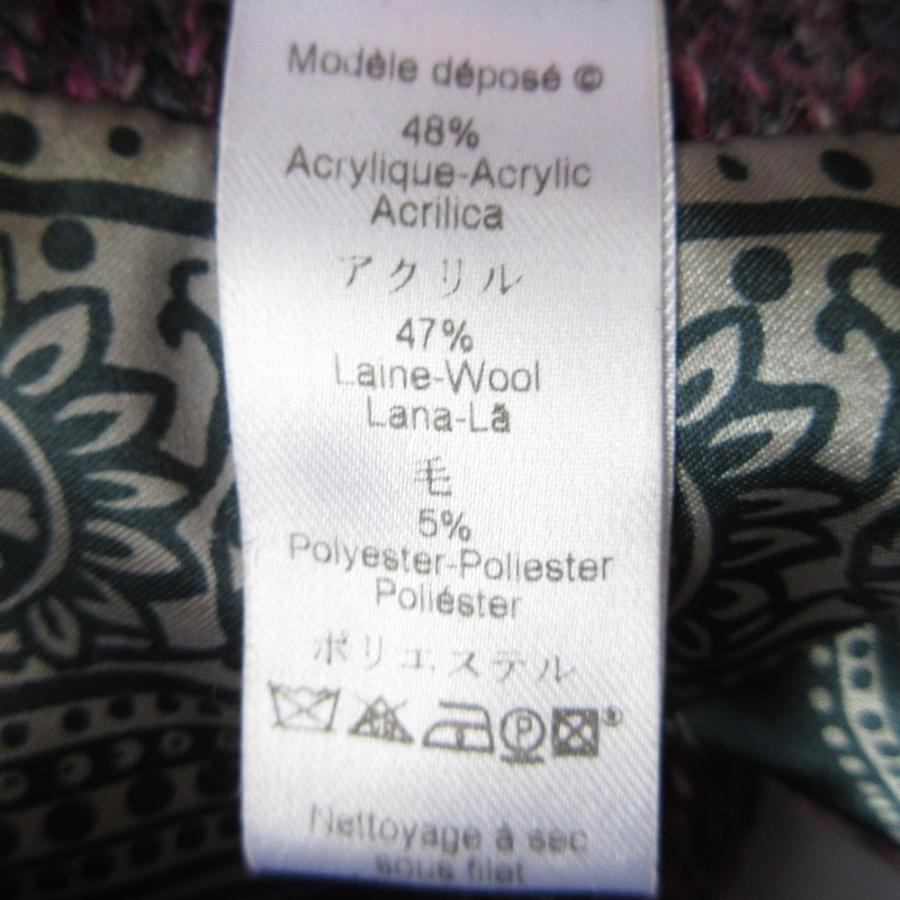 Modèle déposé ©
48%
Acrylique-Acrylic
Acrilica
アクリル
47%
Laine-Wool
Lana-Lã
毛
5%
Polyester-Poliester
Poliéster
ポリエステル
P
Nettoyage à sec
sous filet